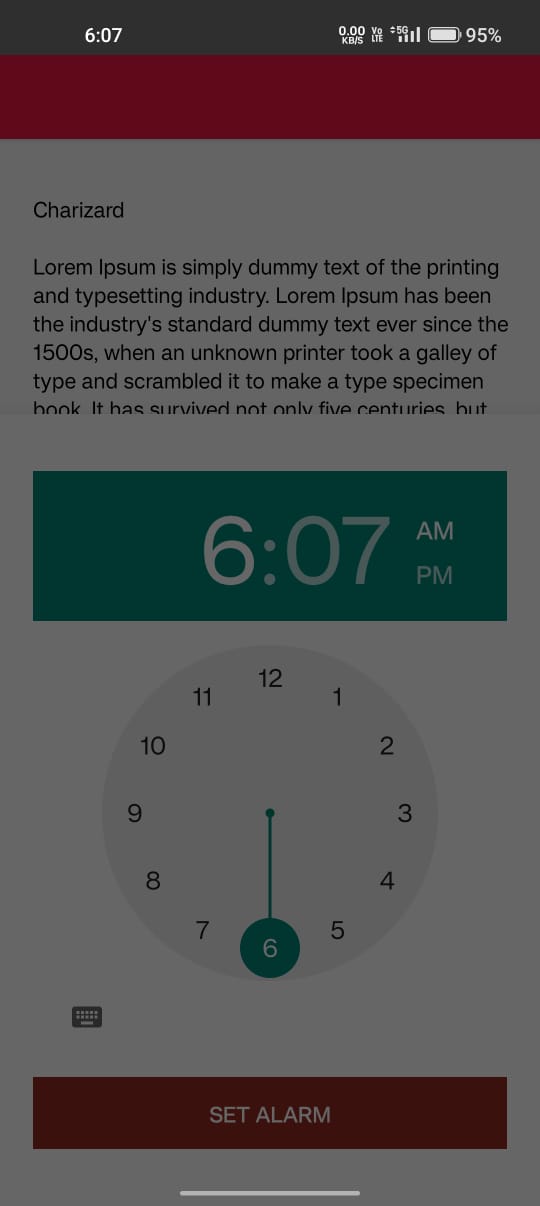 6:07
0.00 KB/S Vo LTE 5G 95%
Charizard
Lorem Ipsum is simply dummy text of the printing
and typesetting industry. Lorem Ipsum has been
the industry's standard dummy text ever since the
1500s, when an unknown printer took a galley of
type and scrambled it to make a type specimen
book. It has survived not only five centuries, but
6:07
AM
PM
12
11
1
10
2
9
3
8
4
7
5
6
SET ALARM